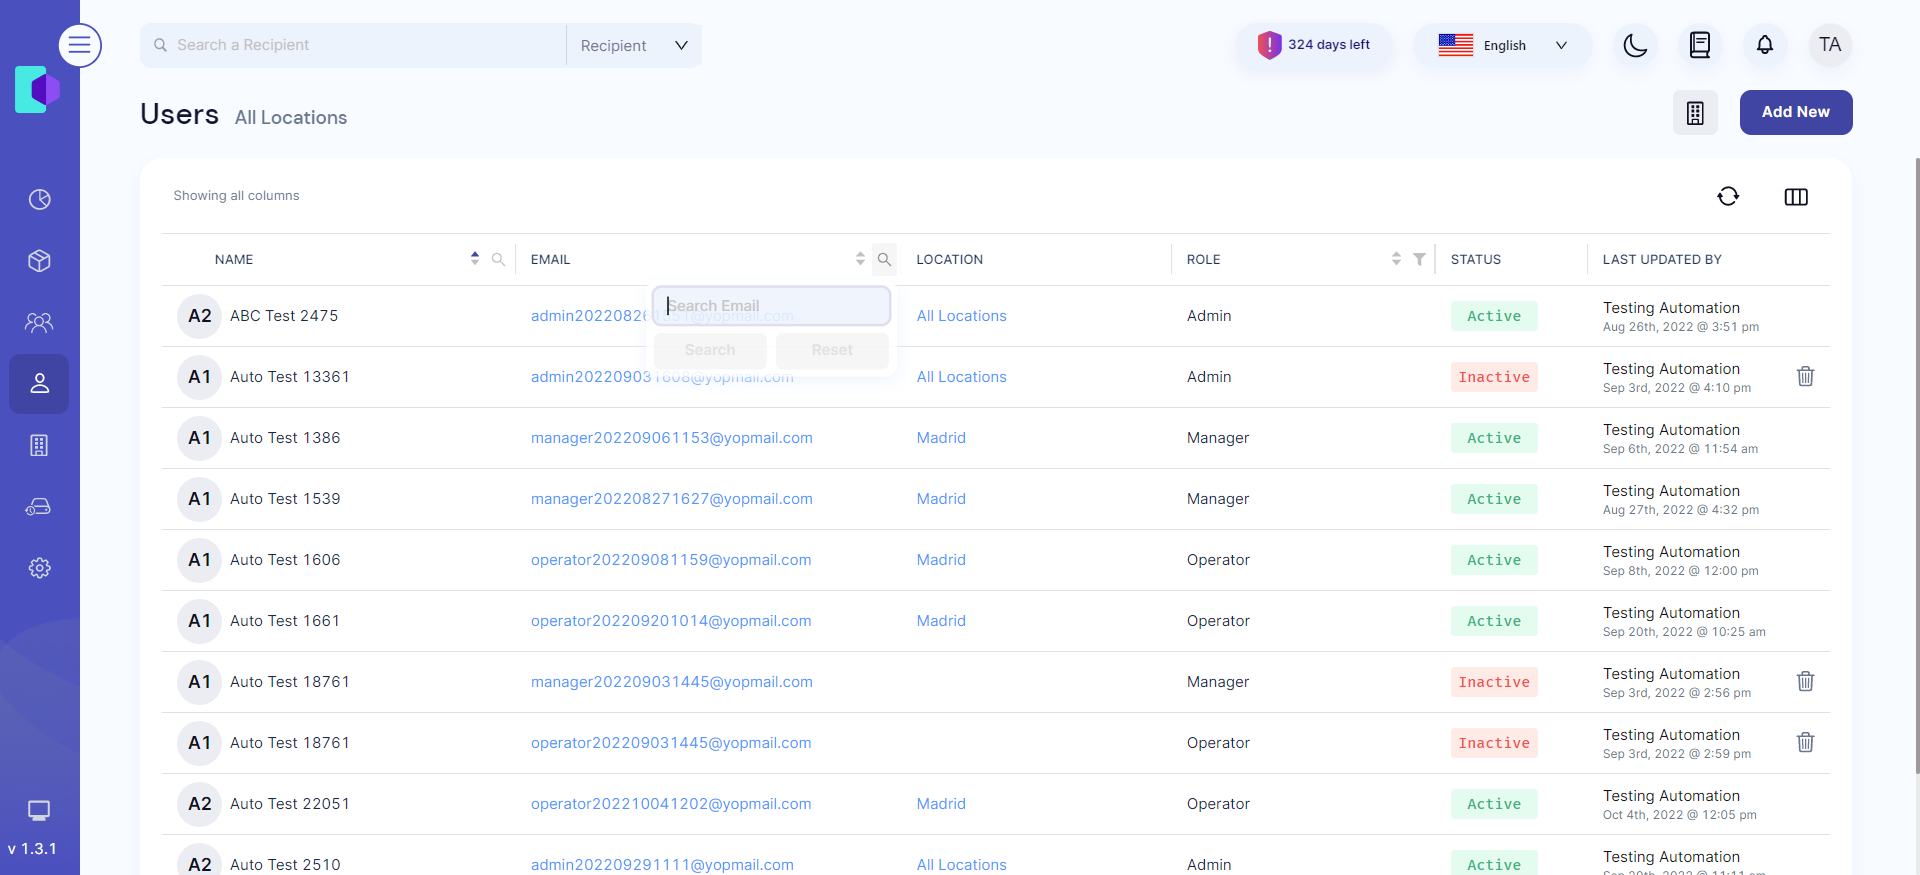 Search a Recipient
Recipient
324 days left
English
TA
Users
All Locations
Add New
Showing all columns
NAME
EMAIL
LOCATION
ROLE
STATUS
LAST UPDATED BY
Search Email
Search
Reset
A2 ABC Test 2475 All Locations Admin Active Testing Automation
Aug 26th, 2022 @ 3:51 pm
A1 Auto Test 13361 admin202209031608@yopmail.com All Locations Admin Inactive Testing Automation
Sep 3rd, 2022 @ 4:10 pm
A1 Auto Test 1386 manager202209061153@yopmail.com Madrid Manager Active Testing Automation
Sep 6th, 2022 @ 11:54 am
A1 Auto Test 1539 manager202208271627@yopmail.com Madrid Manager Active Testing Automation
Aug 27th, 2022 @ 4:32 pm
A1 Auto Test 1606 operator202209081159@yopmail.com Madrid Operator Active Testing Automation
Sep 8th, 2022 @ 12:00 pm
A1 Auto Test 1661 operator202209201014@yopmail.com Madrid Operator Active Testing Automation
Sep 20th, 2022 @ 10:25 am
A1 Auto Test 18761 manager202209031445@yopmail.com Manager Inactive Testing Automation
Sep 3rd, 2022 @ 2:56 pm
A1 Auto Test 18761 operator202209031445@yopmail.com Operator Inactive Testing Automation
Sep 3rd, 2022 @ 2:59 pm
A2 Auto Test 22051 operator202210041202@yopmail.com Madrid Operator Active Testing Automation
Oct 4th, 2022 @ 12:05 pm
A2 Auto Test 2510 admin202209291111@yopmail.com All Locations Admin Active Testing Automation
v 1.3.1